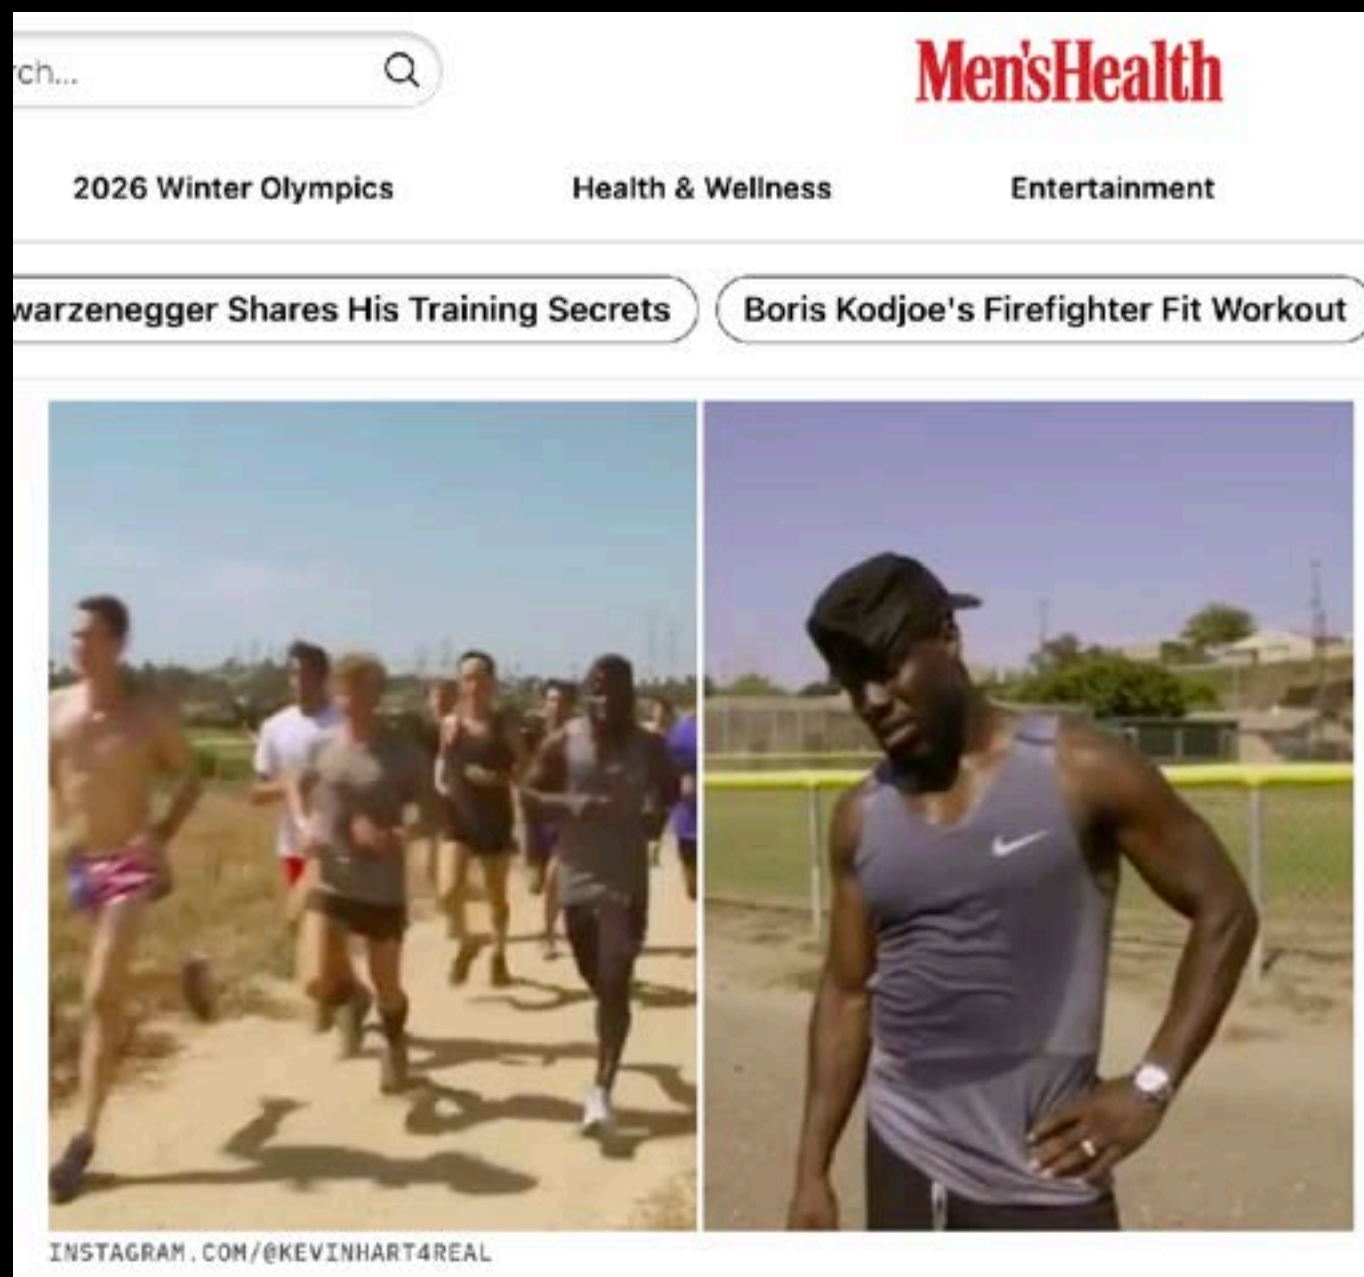 rch...
Men'sHealth
2026 Winter Olympics Health & Wellness Entertainment
warzenegger Shares His Training Secrets Boris Kodjoe's Firefighter Fit Workout
INSTAGRAM.COM/@KEVINHART4REAL